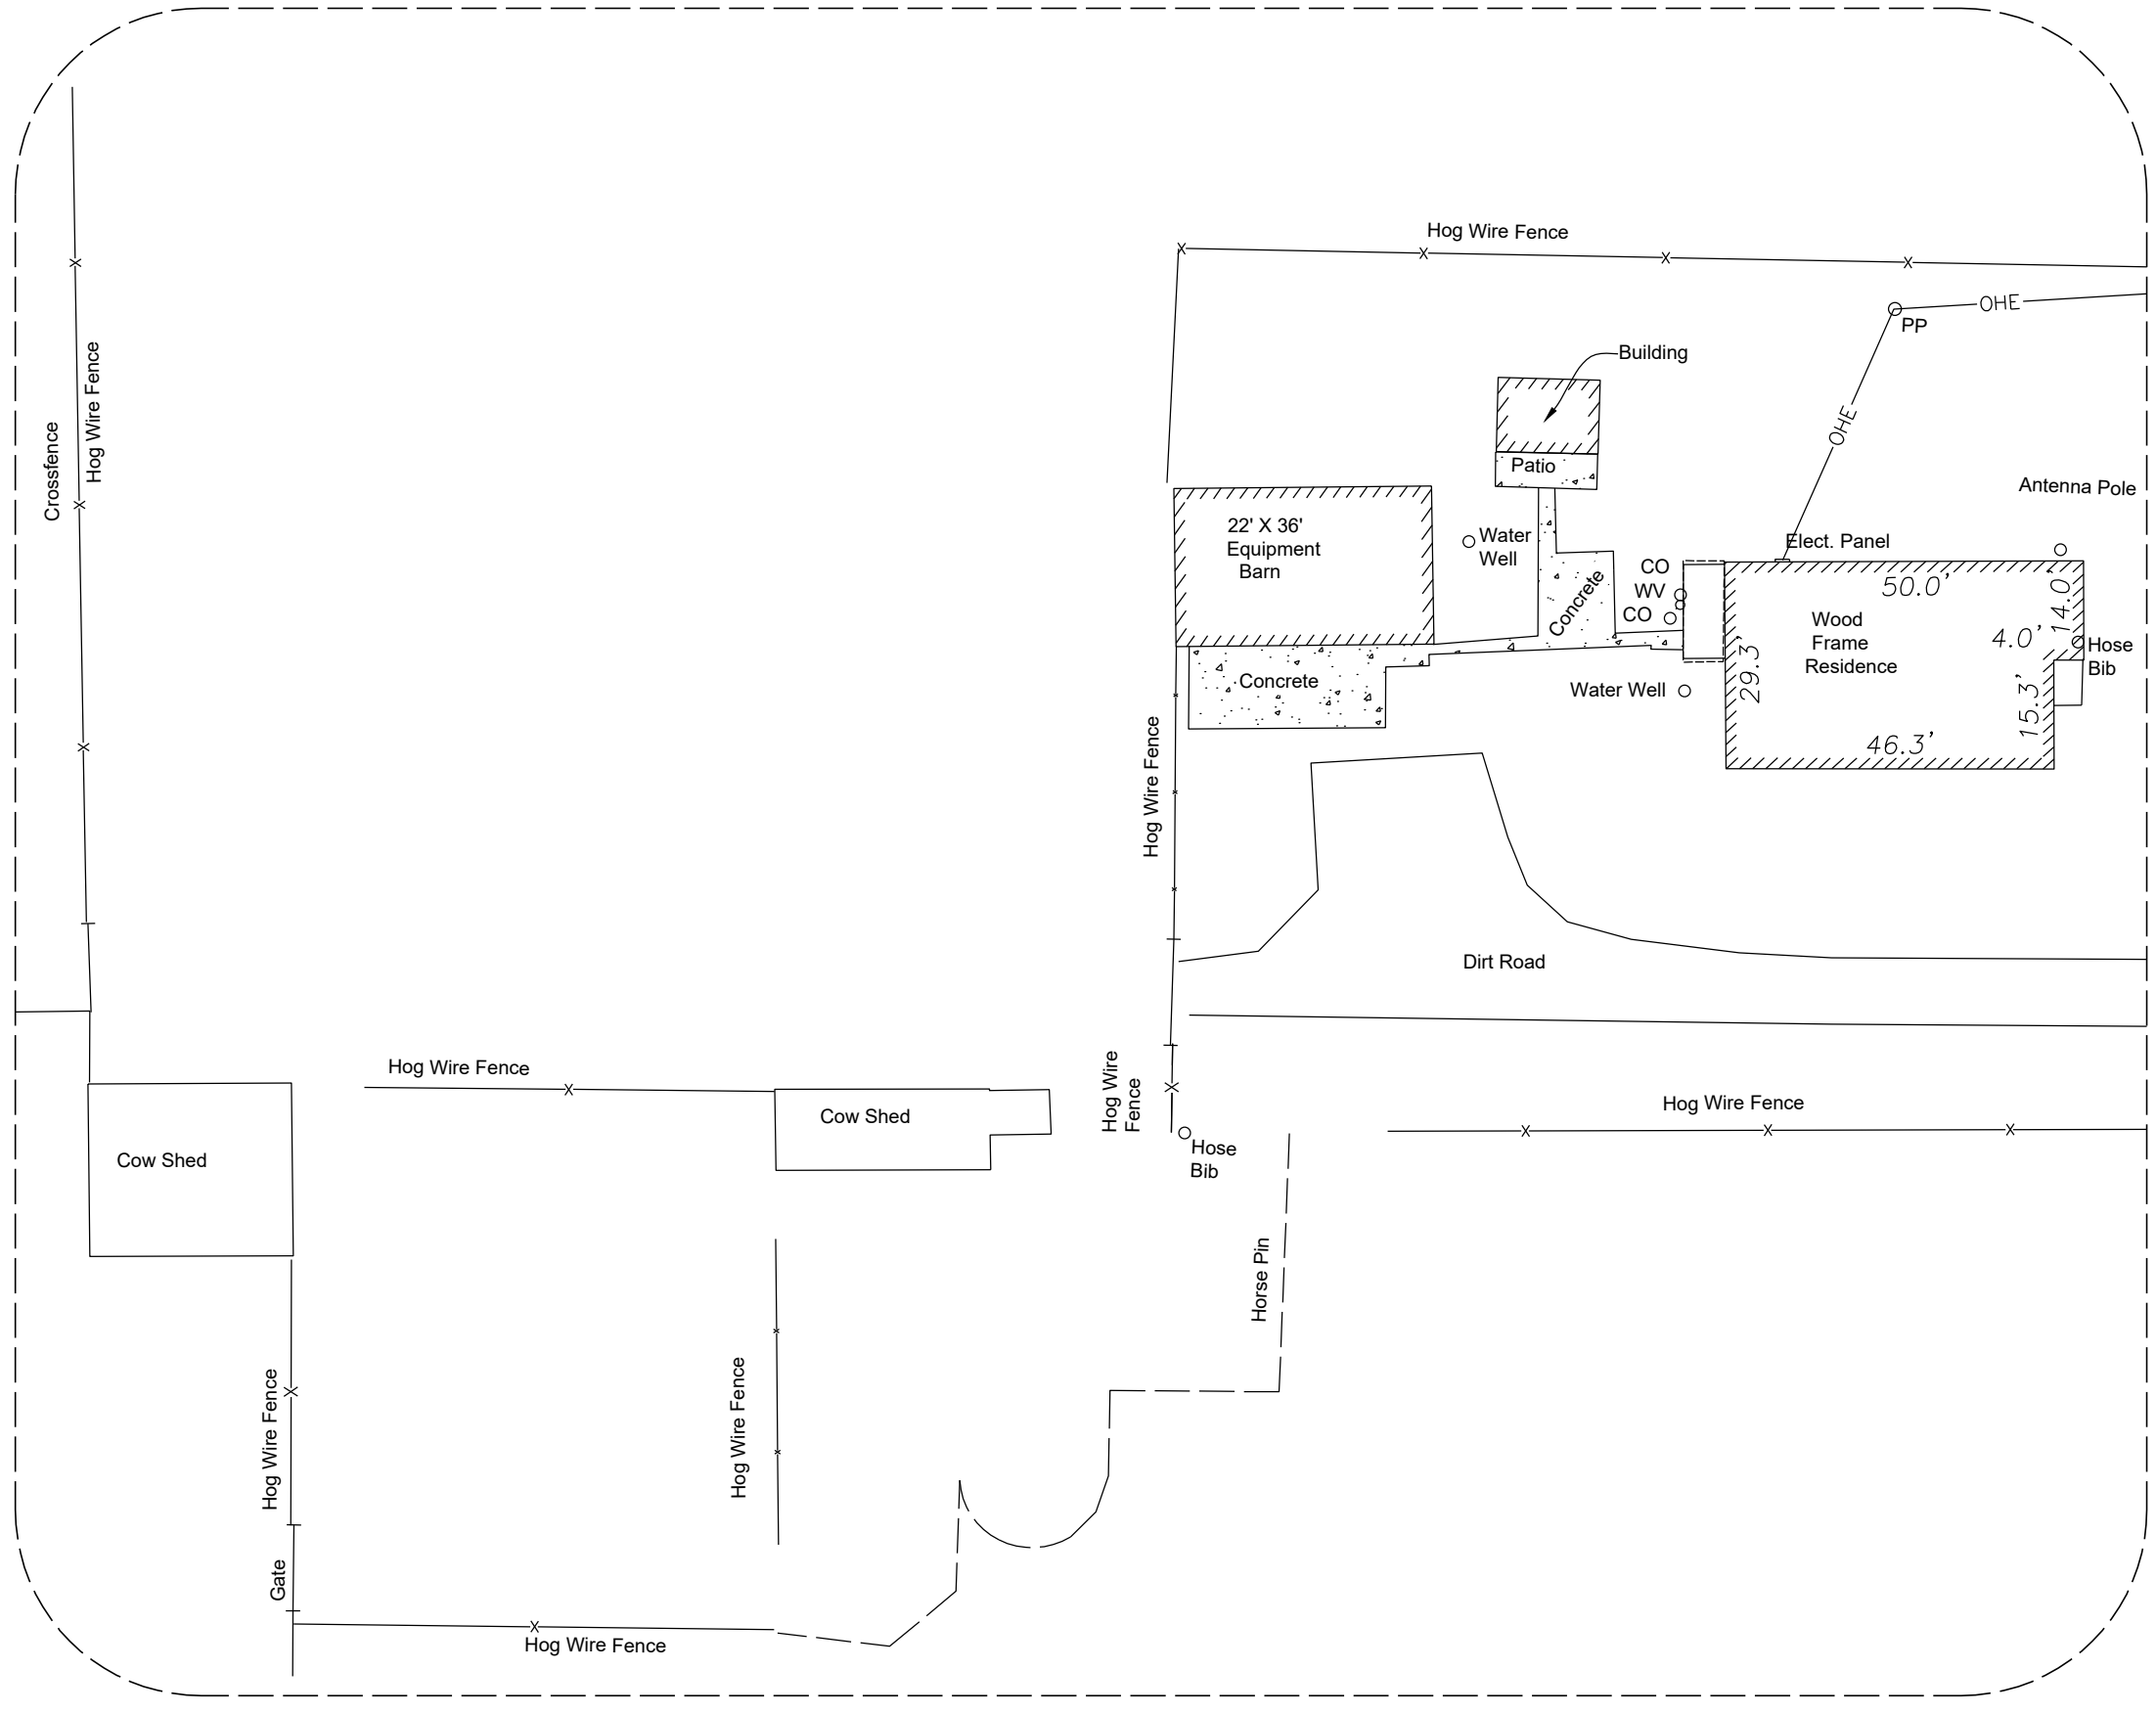 Hog Wire Fence
OHE
PP
Building
Hog Wire Fence
Crossfence
OHE
Patio
Antenna Pole
22' X 36'
Equipment
Barn
Water
Well
Elect. Panel
CO
WV
CO
Concrete
50.0'
14.0'
4.0'
Wood
Frame
Residence
Hose
Bib
29.3'
15.3'
46.3'
Concrete
Water Well
Hog Wire Fence
Dirt Road
Hog Wire Fence
Hog Wire
Fence
Hog Wire Fence
Cow Shed
Cow Shed
Hose
Bib
Horse Pin
Hog Wire Fence
Hog Wire Fence
Gate
Hog Wire Fence